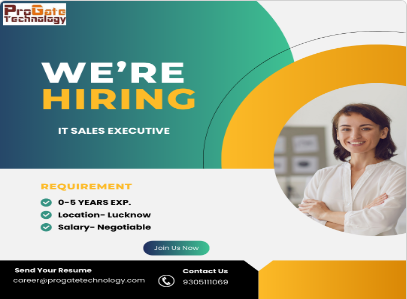 ProGate
Technology
WE'RE
HIRING
IT SALES EXECUTIVE
REQUIREMENT
0-5 YEARS EXP.
Location- Lucknow
Salary- Negotiable
Join Us Now
Send Your Resume
career@progatetechnology.com
Contact Us
9305111069